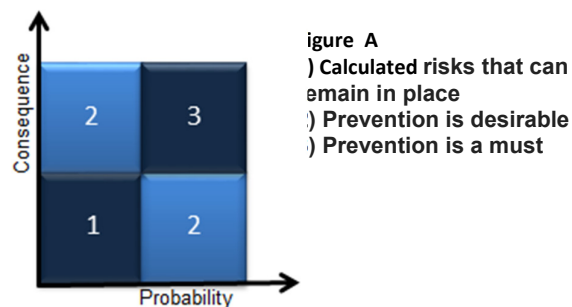 igure A
) Calculated risks that can
emain in place
) Prevention is desirable
) Prevention is a must
Consequence
2 3
1 2
Probability